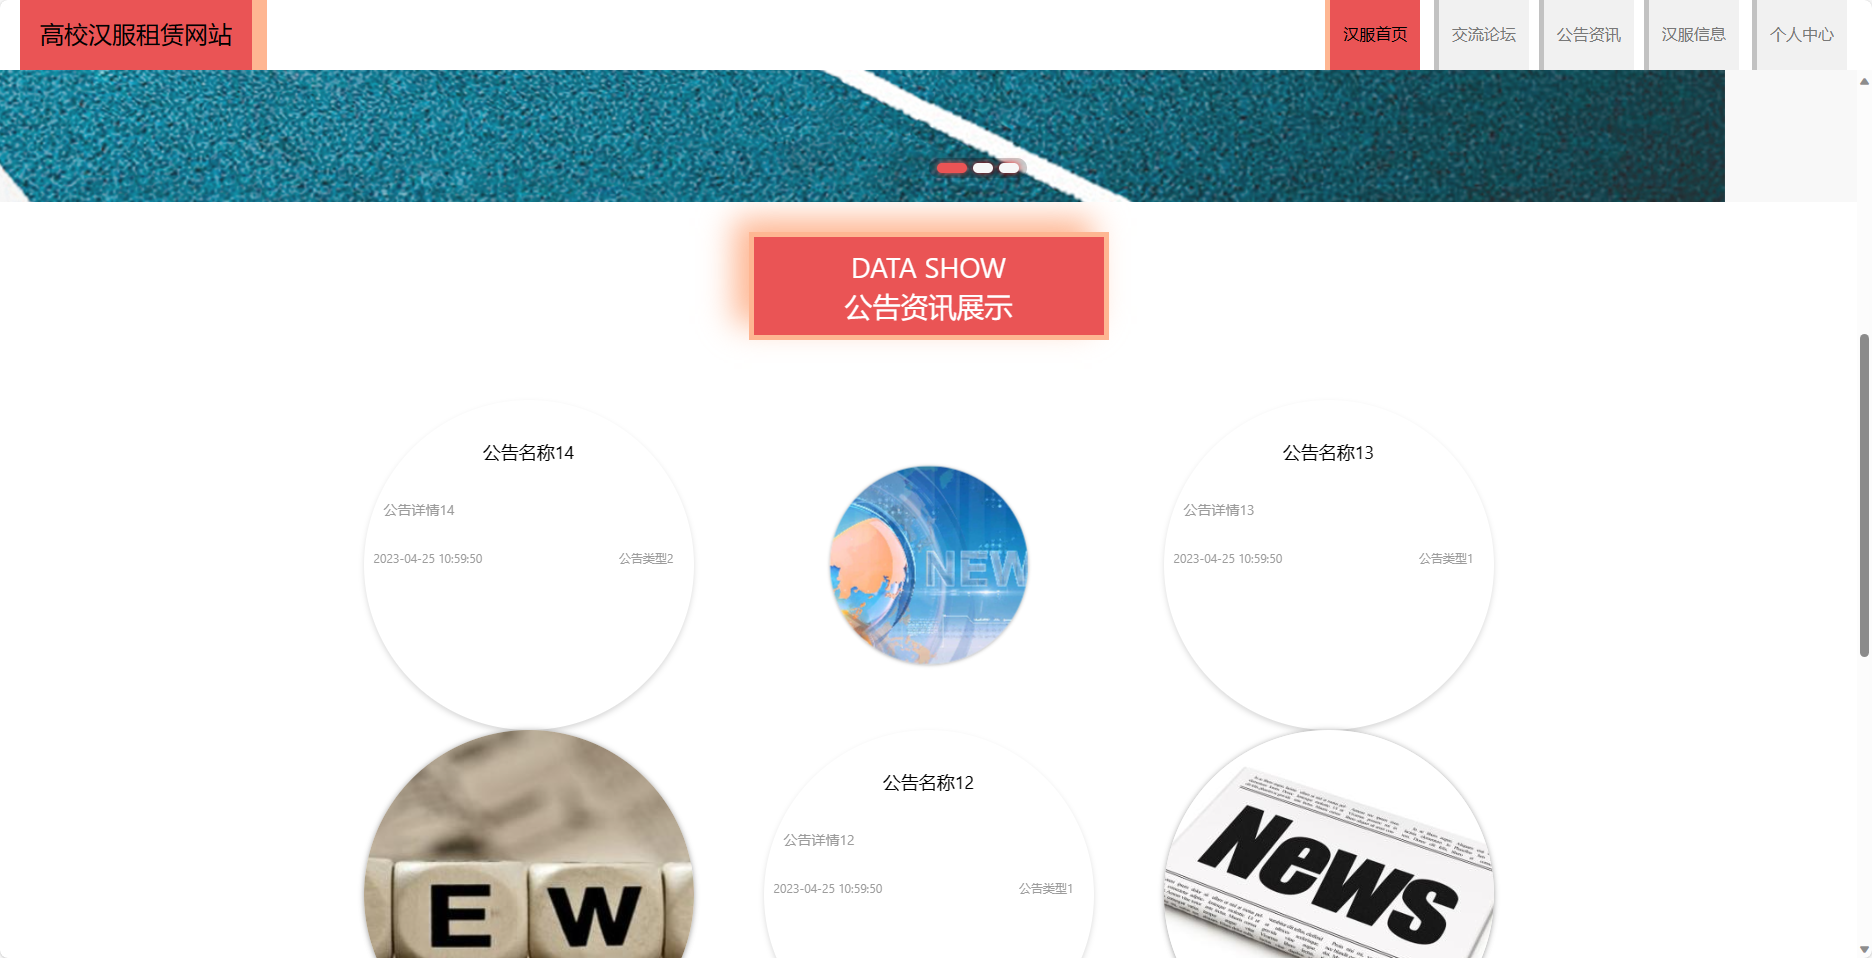 高校汉服租赁网站
汉服首页
交流论坛
公告资讯
汉服信息
个人中心
DATA SHOW
公告资讯展示
公告名称14
公告详情14
2023-04-25 10:59:50
公告类型2
NEW
公告名称13
公告详情13
2023-04-25 10:59:50
公告类型1
E W
公告名称12
公告详情12
2023-04-25 10:59:50
公告类型1
News